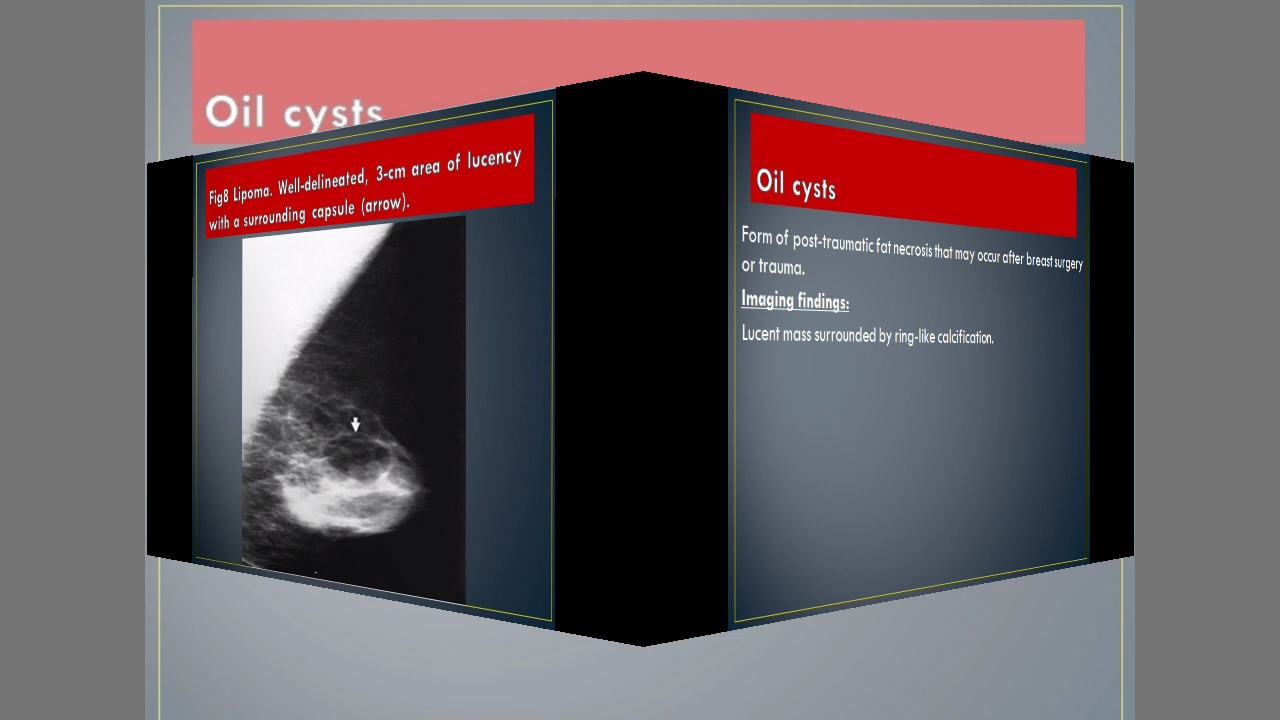 Oil cysts
Fig8 Lipoma. Well-delineated, 3-cm area of lucency
with a surrounding capsule (arrow).
Oil cysts
Form of post-traumatic fat necrosis that may occur after breast surgery
or trauma.
Imaging findings:
Lucent mass surrounded by ring-like calcification.